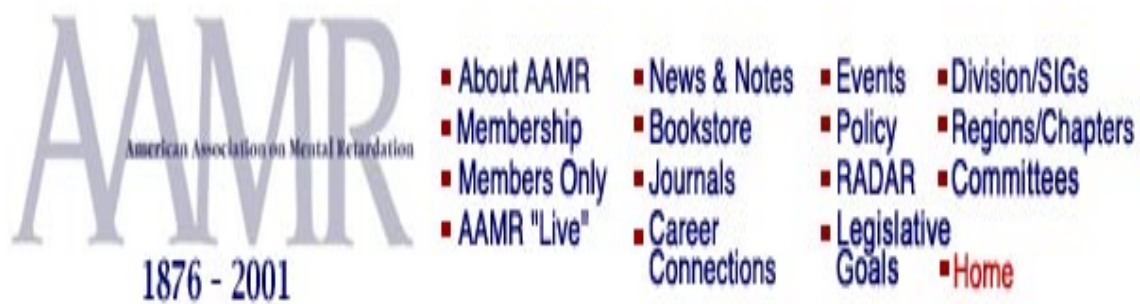 AAMR
American Association on Mental Retardation
1876 - 2001
About AAMR
Membership
Members Only
AAMR "Live"
News & Notes
Bookstore
Journals
Career
Connections
Events
Policy
RADAR
Legislative
Goals
Division/SIGs
Regions/Chapters
Committees
Home